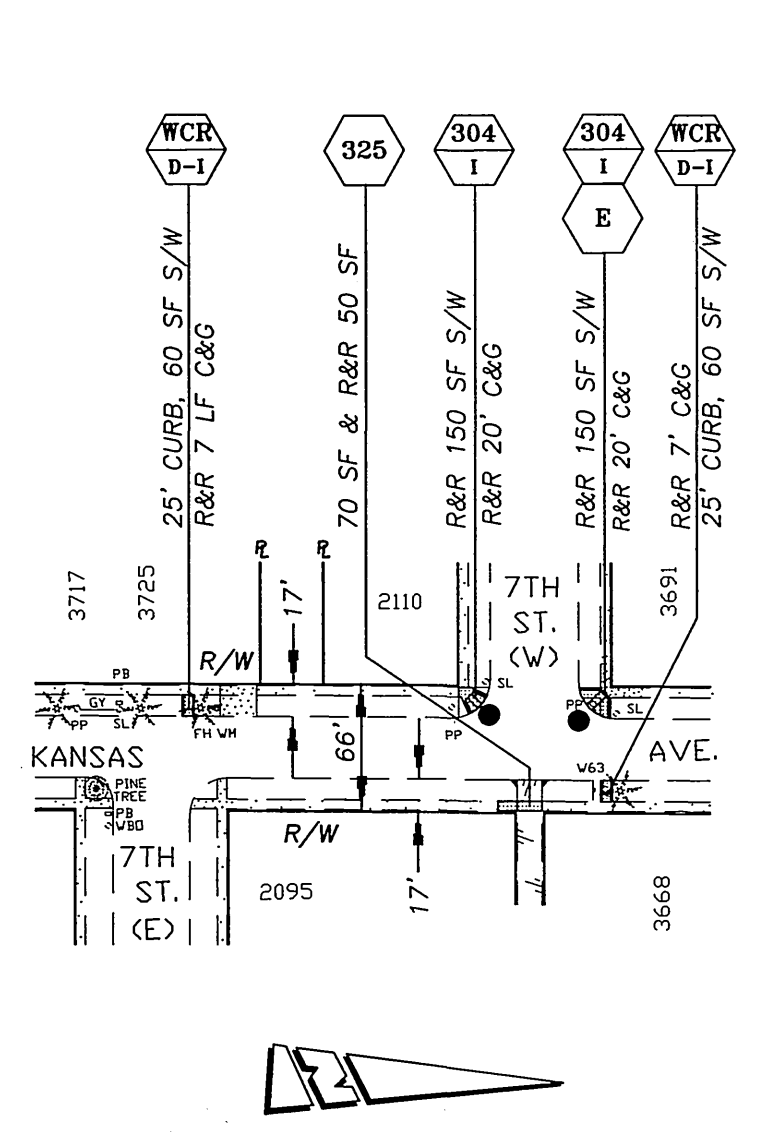 WCR
D-I
325
304
I
304
I
E
WCR
D-I
25' CURB, 60 SF S/W
R&R 7 LF C&G
70 SF & R&R 50 SF
R&R 150 SF S/W
R&R 20' C&G
R&R 150 SF S/W
R&R 20' C&G
R&R 7' C&G
25' CURB, 60 SF S/W
3717
3725
PL
PL
17'
2110
7TH
ST.
(W)
3691
R/W
PB
GY
PP
SL
FH WM
66'
PP
SL
PP
SL
KANSAS
AVE.
W63
PINE
TREE
PB
WBO
R/W
7TH
ST.
(E)
2095
17'
3668
N